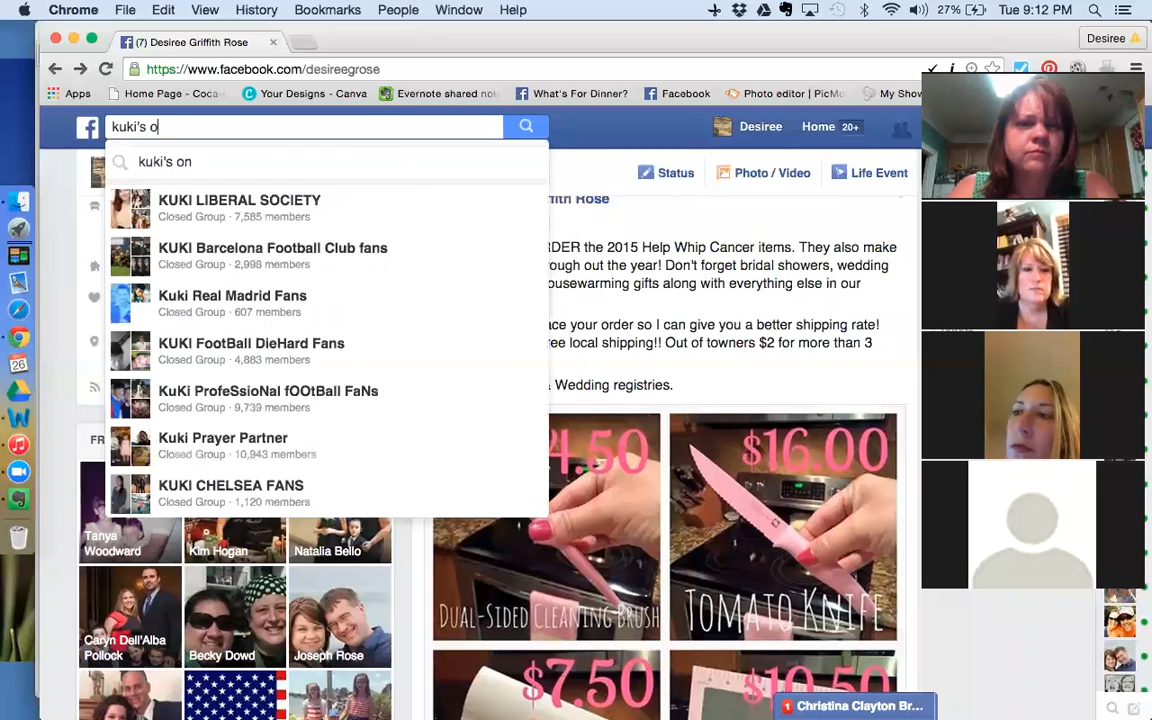 Chrome File Edit View History Bookmarks People Window Help 27% Tue 9:12 PM
(7) Desiree Griffith Rose
Desiree
https://www.facebook.com/desireegrose
Apps Home Page - Coca- Your Designs - Canva Evernote shared no What's For Dinner? Facebook Photo editor | PicM My Show
kuki's o
Desiree Home 20+
kuki's on
Status Photo / Video Life Event
KUKI LIBERAL SOCIETY
Closed Group · 7,585 members
KUKI Barcelona Football Club fans
Closed Group · 2,998 members
Kuki Real Madrid Fans
Closed Group · 607 members
KUKI FootBall DieHard Fans
Closed Group · 4,883 members
KuKi ProfeSsioNal fOOtBall FaNs
Closed Group · 9,739 members
Kuki Prayer Partner
Closed Group · 10,943 members
KUKI CHELSEA FANS
Closed Group · 1,120 members
Griffith Rose
RDER the 2015 Help Whip Cancer items. They also make
rough out the year! Don't forget bridal showers, wedding
ousewarming gifts along with everything else in our
ace your order so I can give you a better shipping rate!
ree local shipping!! Out of towners $2 for more than 3
& Wedding registries.
FR
Tanya Woodward
Kim Hogan
Natalia Bello
Caryn Dell'Alba Pollock
Becky Dowd
Joseph Rose
4.50
DUAL-SIDED CLEANING BRUSH
$16.00
TOMATO KNIFE
$7.50
$10.50
1 Christina Clayton Br...